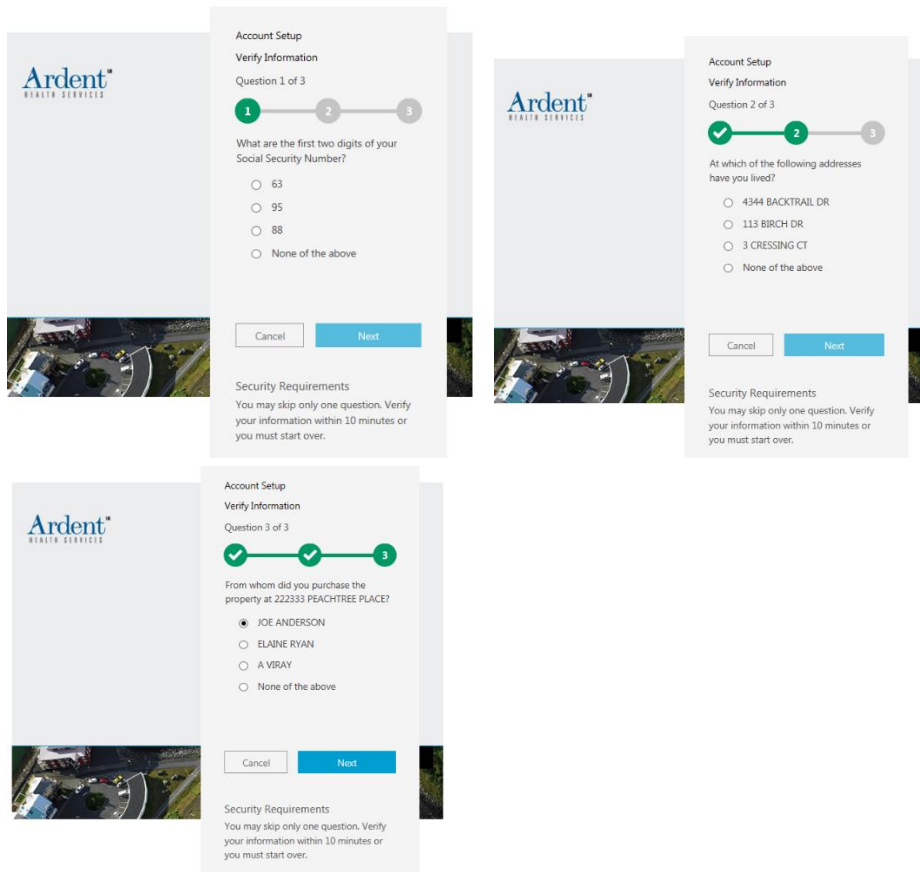 Ardent
HEALTH SERVICES
Account Setup
Verify Information
Question 1 of 3
1 2 3
What are the first two digits of your
Social Security Number?
63
95
88
None of the above
Cancel Next
Security Requirements
You may skip only one question. Verify
your information within 10 minutes or
you must start over.
Ardent
HEALTH SERVICES
Account Setup
Verify Information
Question 2 of 3
2 3
At which of the following addresses
have you lived?
4344 BACKTRAIL DR
113 BIRCH DR
3 CRESSING CT
None of the above
Cancel Next
Security Requirements
You may skip only one question. Verify
your information within 10 minutes or
you must start over.
Ardent
HEALTH SERVICES
Account Setup
Verify Information
Question 3 of 3
3
From whom did you purchase the
property at 222333 PEACHTREE PLACE?
JOE ANDERSON
ELAINE RYAN
A VIRAY
None of the above
Cancel Next
Security Requirements
You may skip only one question. Verify
your information within 10 minutes or
you must start over.